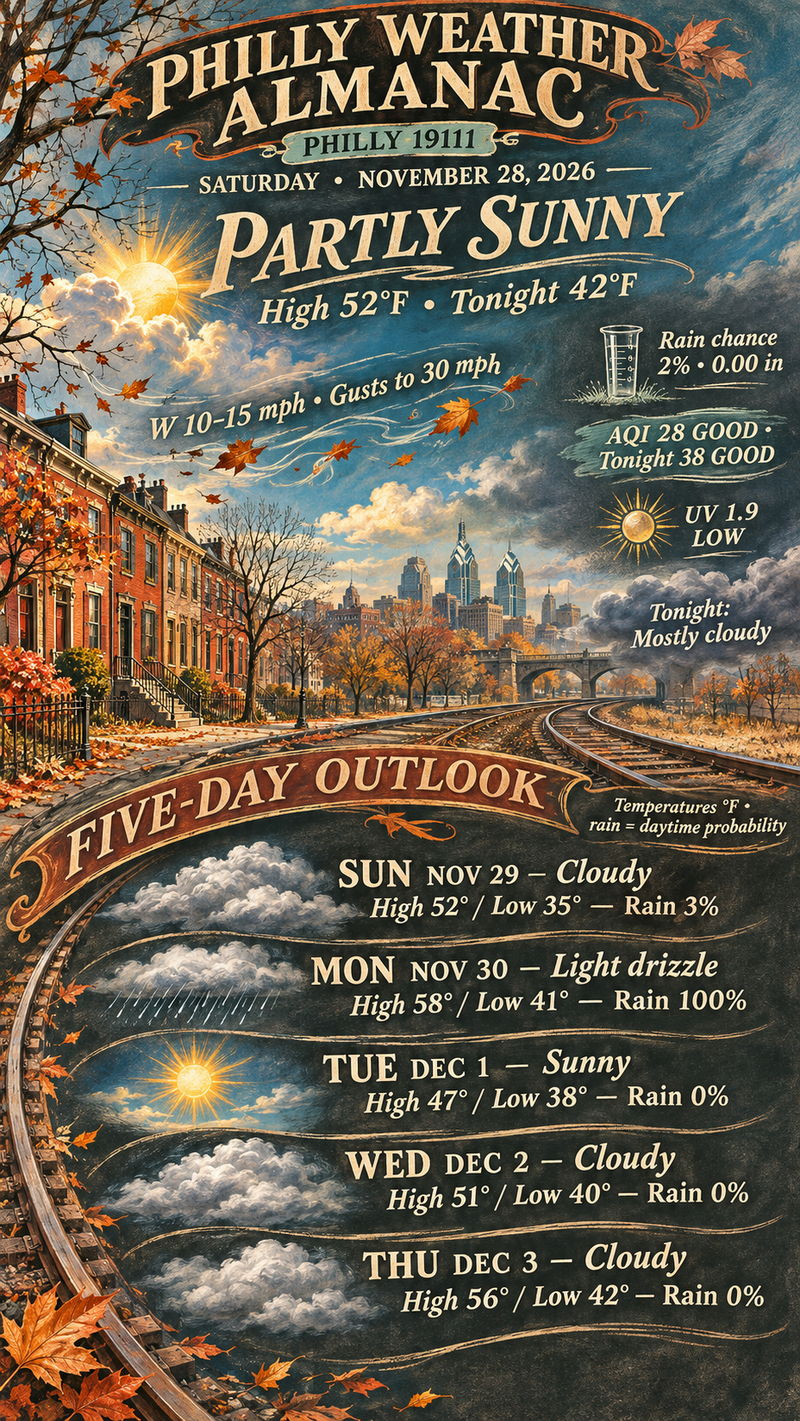 PHILLY WEATHER
ALMANAC
PHILLY 19111
SATURDAY • NOVEMBER 28, 2026
PARTLY SUNNY
High 52°F • Tonight 42°F
Rain chance
2% • 0.00 in
W 10–15 mph • Gusts to 30 mph
AQI 28 GOOD •
Tonight 38 GOOD
UV 1.9
LOW
Tonight:
Mostly cloudy
FIVE-DAY OUTLOOK
Temperatures °F •
rain = daytime probability
SUN NOV 29 — Cloudy
High 52° / Low 35° — Rain 3%
MON NOV 30 — Light drizzle
High 58° / Low 41° — Rain 100%
TUE DEC 1 — Sunny
High 47° / Low 38° — Rain 0%
WED DEC 2 — Cloudy
High 51° / Low 40° — Rain 0%
THU DEC 3 — Cloudy
High 56° / Low 42° — Rain 0%